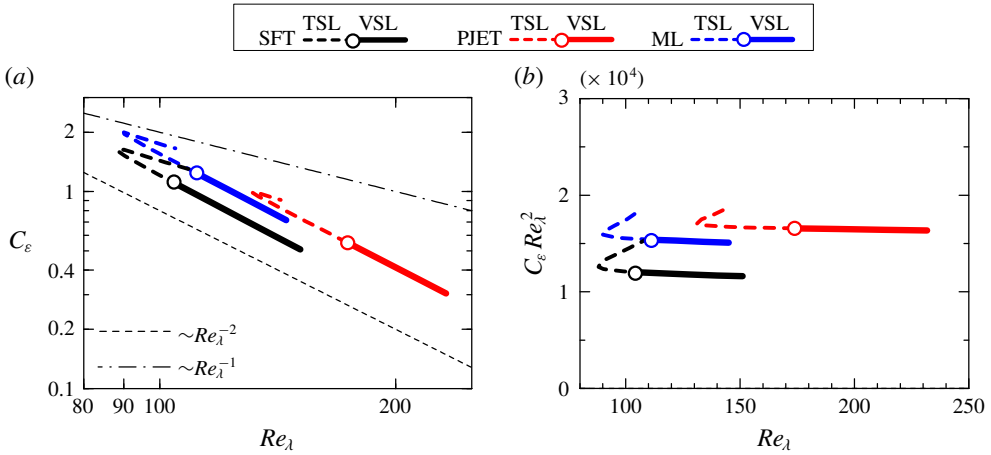 TSL VSL TSL VSL TSL VSL
SFT PJET ML
(a) (b) (× 10⁴)
3
2
2
1
C_ε C_ε Re_λ²
1
0.4
~Re_λ⁻²
0.2
~Re_λ⁻¹
0.1 0
80 90 100 200 100 150 200 250
Re_λ Re_λ